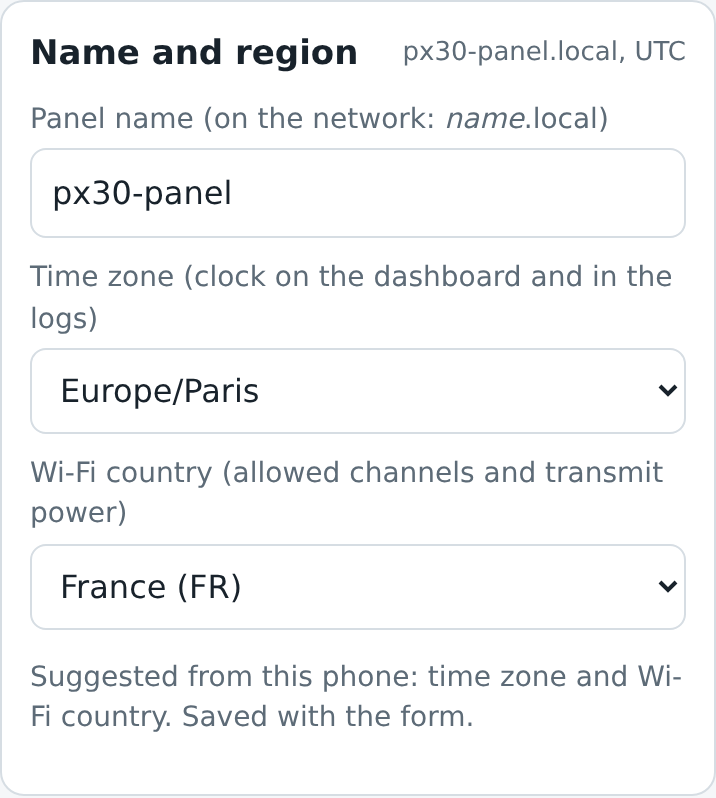 Name and region px30-panel.local, UTC
Panel name (on the network: name.local)
px30-panel
Time zone (clock on the dashboard and in the
logs)
Europe/Paris
Wi-Fi country (allowed channels and transmit
power)
France (FR)
Suggested from this phone: time zone and Wi-
Fi country. Saved with the form.